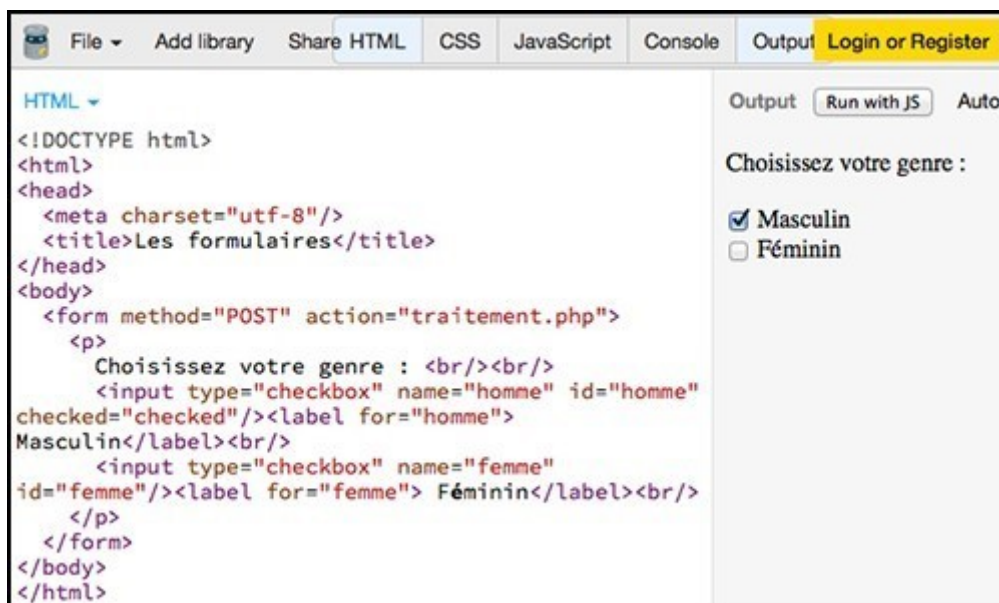 File Add library Share HTML CSS JavaScript Console Output Login or Register
HTML
Output Run with JS Auto
<!DOCTYPE html>
<html>
<head>
<meta charset="utf-8"/>
<title>Les formulaires</title>
</head>
<body>
<form method="POST" action="traitement.php">
<p>
Choisissez votre genre : <br/><br/>
<input type="checkbox" name="homme" id="homme"
checked="checked"/><label for="homme">
Masculin</label><br/>
<input type="checkbox" name="femme"
id="femme"/><label for="femme"> Féminin</label><br/>
</p>
</form>
</body>
</html>
Choisissez votre genre :
Masculin
Féminin